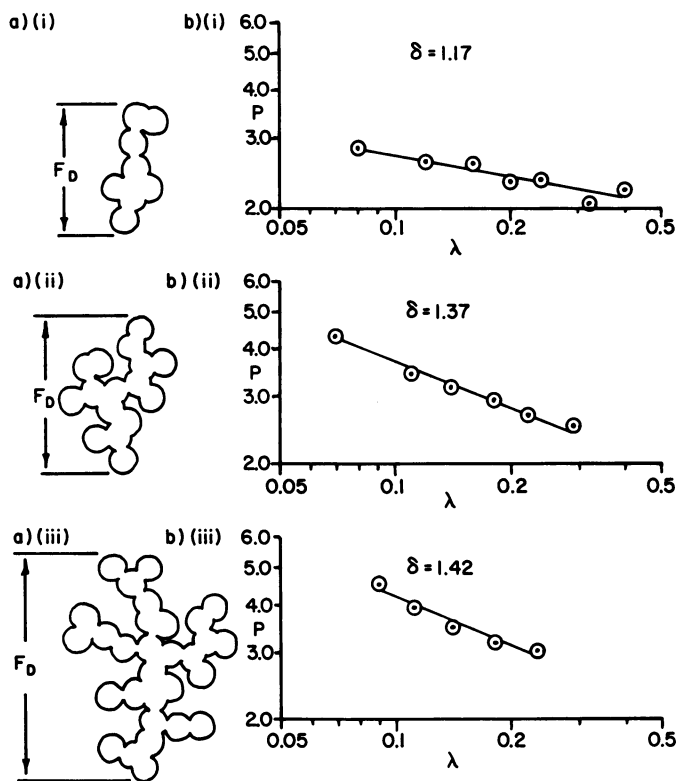 a)(i)
F_D
b)(i)
δ = 1.17
P
6.0
5.0
4.0
3.0
2.0
0.05
0.1
0.2
0.5
λ
a)(ii)
F_D
b)(ii)
δ = 1.37
P
6.0
5.0
4.0
3.0
2.0
0.05
0.1
0.2
0.5
λ
a)(iii)
F_D
b)(iii)
δ = 1.42
P
6.0
5.0
4.0
3.0
2.0
0.05
0.1
0.2
0.5
λ